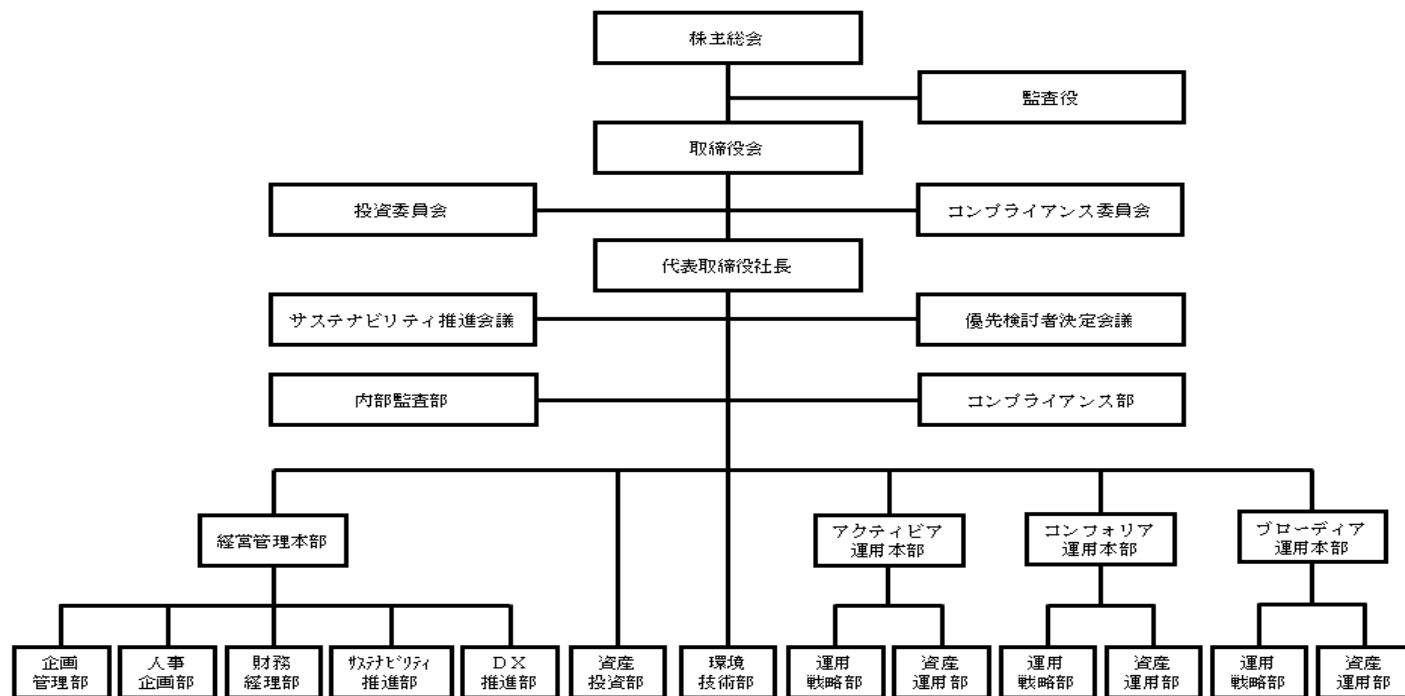 株主総会
監査役
取締役会
投資委員会
コンプライアンス委員会
代表取締役社長
サステナビリティ推進会議
優先検討者決定会議
内部監査部
コンプライアンス部
経営管理本部
アクティビア
運用本部
コンフォリア
運用本部
ブローディア
運用本部
企画
管理部
人事
企画部
財務
経理部
ｻｽﾃﾅﾋﾞﾘﾃｨ
推進部
ＤＸ
推進部
資産
投資部
環境
技術部
運用
戦略部
資産
運用部
運用
戦略部
資産
運用部
運用
戦略部
資産
運用部